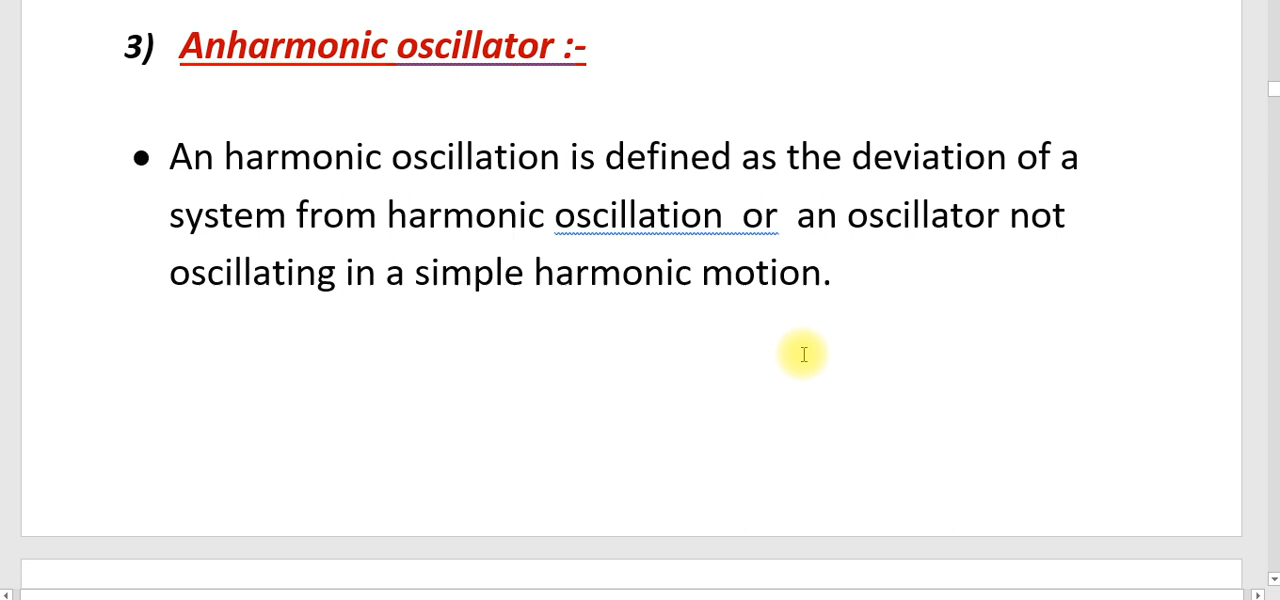 3) Anharmonic oscillator :-
• An harmonic oscillation is defined as the deviation of a
system from harmonic oscillation or an oscillator not
oscillating in a simple harmonic motion.